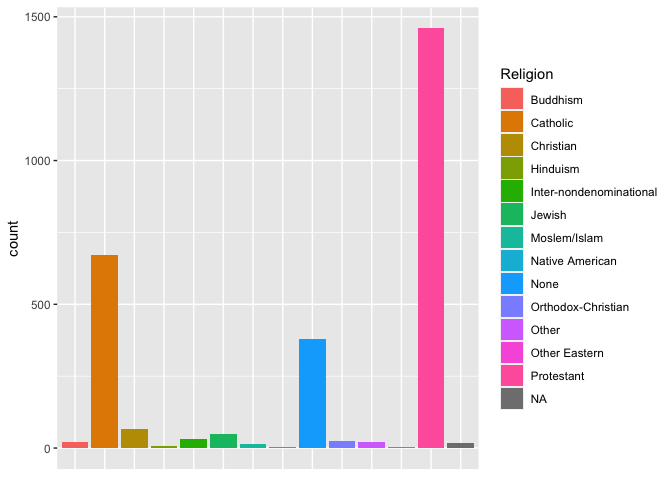 1500
1000
500
0
count
Religion
Buddhism
Catholic
Christian
Hinduism
Inter-nondenominational
Jewish
Moslem/Islam
Native American
None
Orthodox-Christian
Other
Other Eastern
Protestant
NA